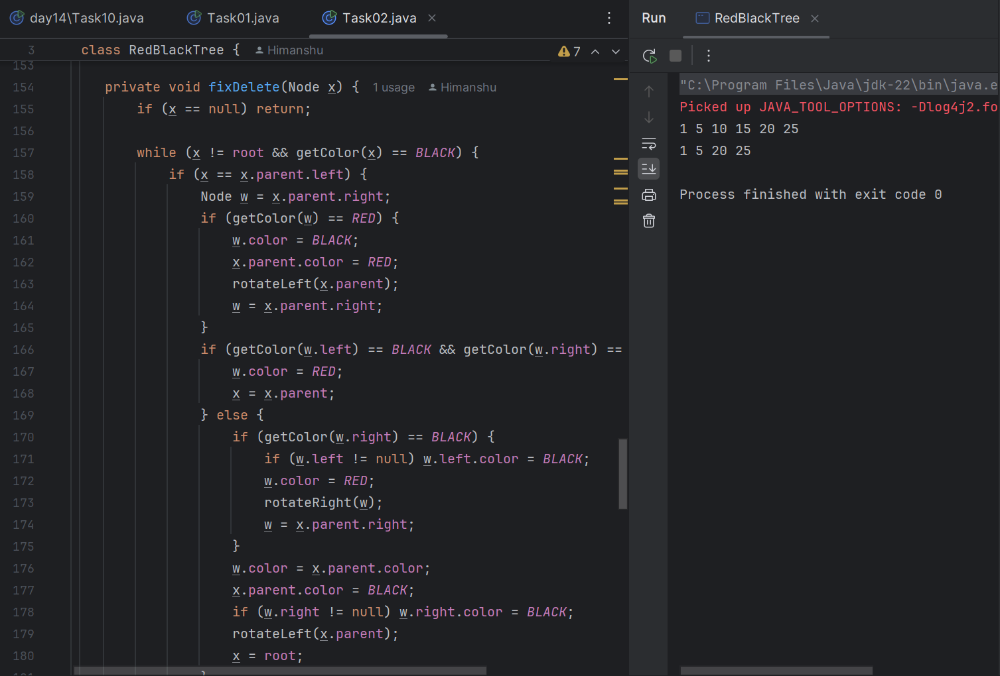 day14\Task10.java Task01.java Task02.java
3 class RedBlackTree { Himanshu 7
153
154 private void fixDelete(Node x) { 1 usage Himanshu
155 if (x == null) return;
156
157 while (x != root && getColor(x) == BLACK) {
158 if (x == x.parent.left) {
159 Node w = x.parent.right;
160 if (getColor(w) == RED) {
161 w.color = BLACK;
162 x.parent.color = RED;
163 rotateLeft(x.parent);
164 w = x.parent.right;
165 }
166 if (getColor(w.left) == BLACK && getColor(w.right) ==
167 w.color = RED;
168 x = x.parent;
169 } else {
170 if (getColor(w.right) == BLACK) {
171 if (w.left != null) w.left.color = BLACK;
172 w.color = RED;
173 rotateRight(w);
174 w = x.parent.right;
175 }
176 w.color = x.parent.color;
177 x.parent.color = BLACK;
178 if (w.right != null) w.right.color = BLACK;
179 rotateLeft(x.parent);
180 x = root;
Run RedBlackTree
"C:\Program Files\Java\jdk-22\bin\java.e
Picked up JAVA_TOOL_OPTIONS: -Dlog4j2.fo
1 5 10 15 20 25
1 5 20 25
Process finished with exit code 0